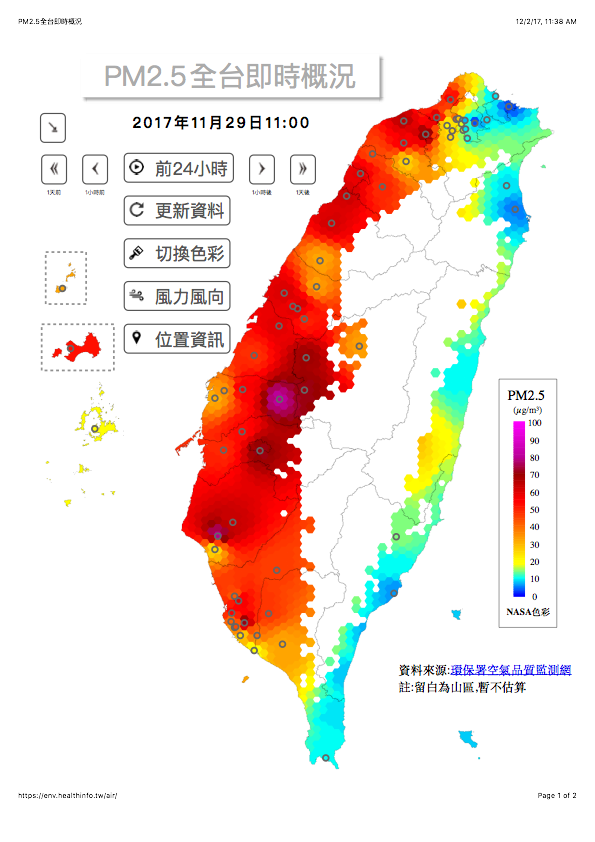 PM2.5全台即時概況
12/2/17, 11:38 AM
PM2.5全台即時概況
2017年11月29日11:00
1天前
1小時前
前24小時
1小時後
1天後
更新資料
切換色彩
風力風向
位置資訊
PM2.5
(μg/m³)
100
90
80
70
60
50
40
30
20
10
0
NASA色彩
資料來源:環保署空氣品質監測網
註:留白為山區,暫不估算
https://env.healthinfo.tw/air/
Page 1 of 2